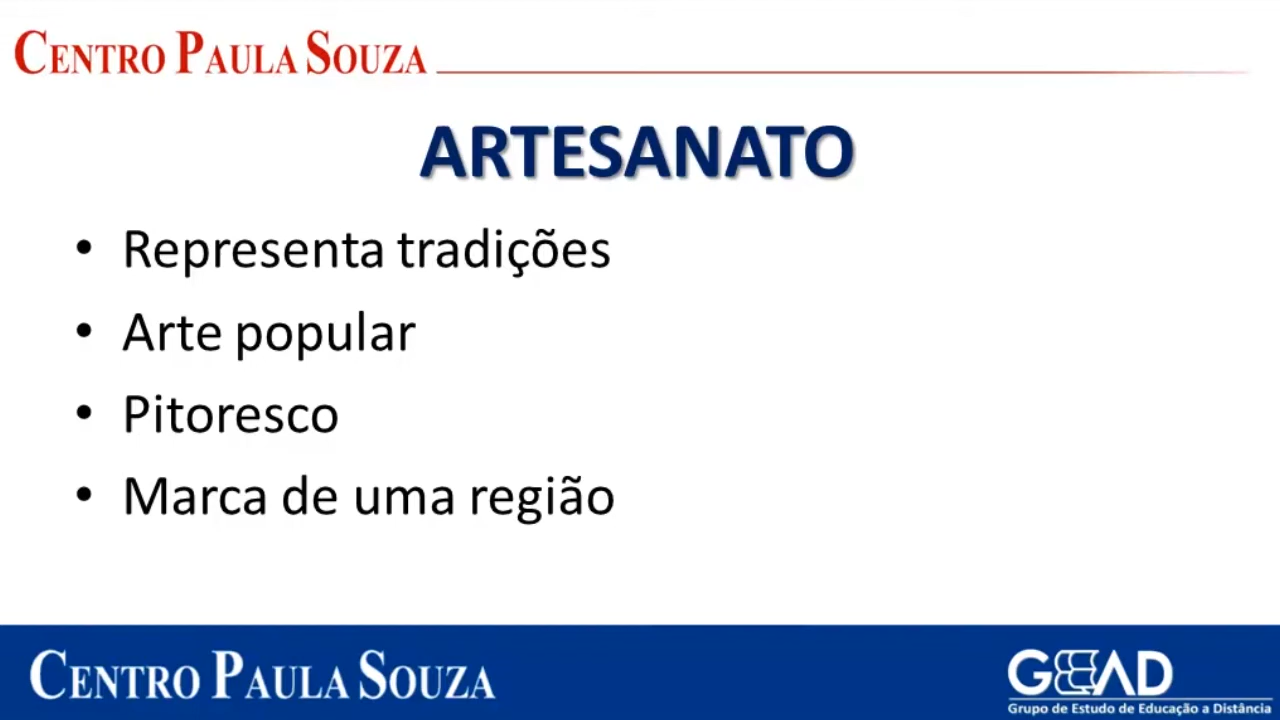 CENTRO PAULA SOUZA
ARTESANATO
• Representa tradições
• Arte popular
• Pitoresco
• Marca de uma região
CENTRO PAULA SOUZA
GEEAD
Grupo de Estudo de Educação a Distância